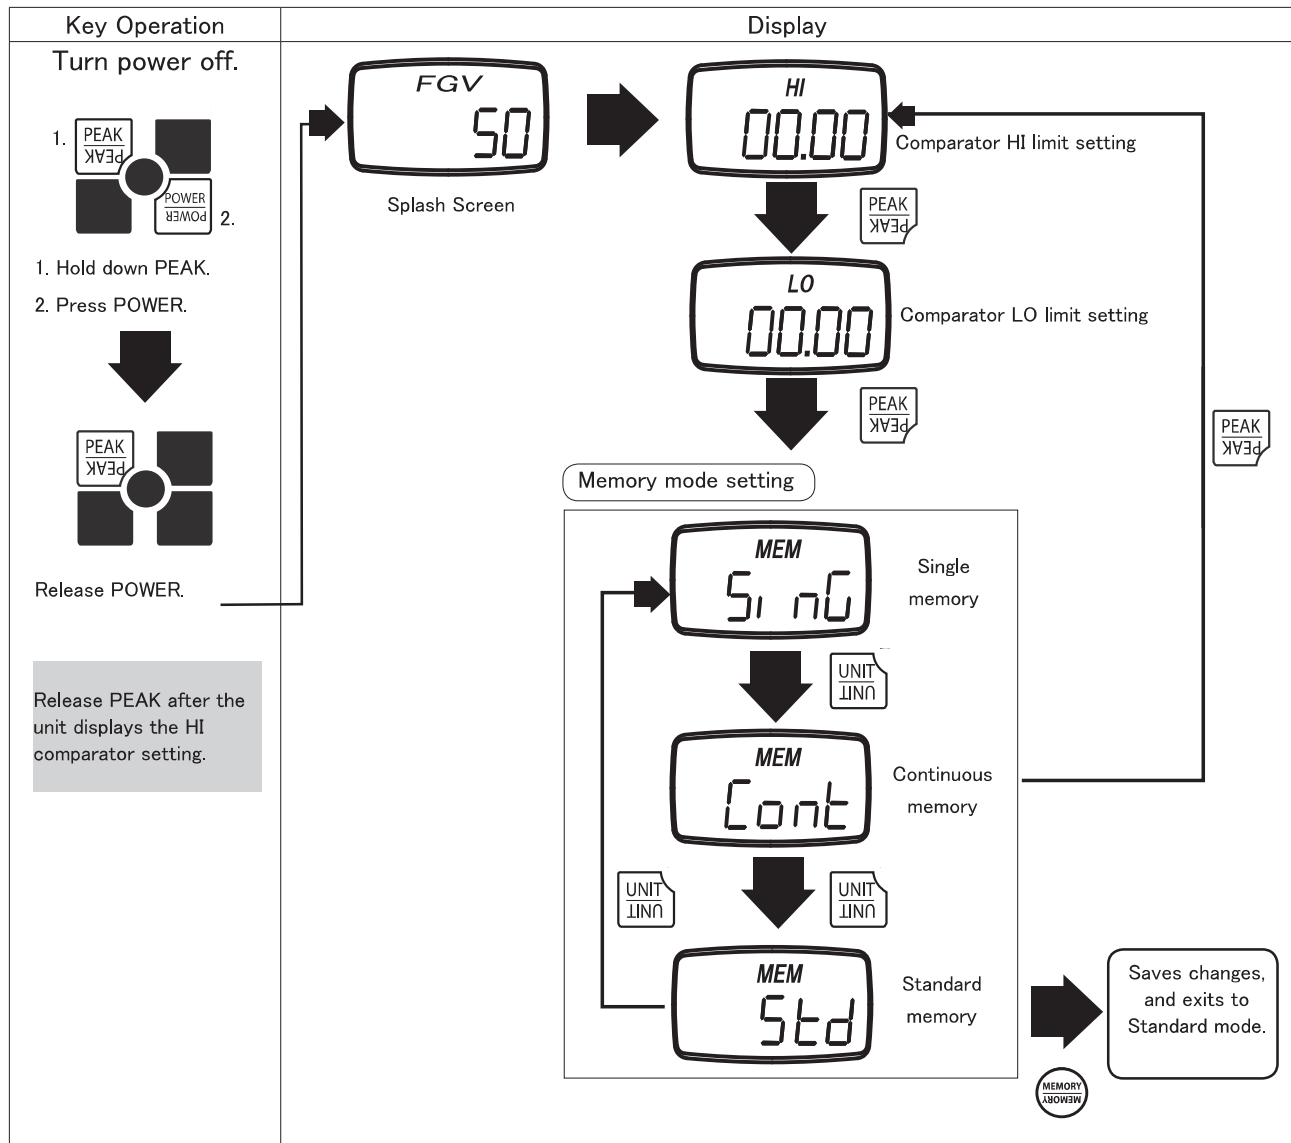 Key Operation
Display
Turn power off.
1.
PEAK
PEAK
POWER
POWER
2.
1. Hold down PEAK.
2. Press POWER.
PEAK
PEAK
Release POWER.
Release PEAK after the
unit displays the HI
comparator setting.
FGV
50
Splash Screen
HI
00.00
Comparator HI limit setting
PEAK
PEAK
LO
00.00
Comparator LO limit setting
PEAK
PEAK
PEAK
PEAK
Memory mode setting
MEM
SinG
Single
memory
UNIT
UNIT
MEM
Cont
Continuous
memory
UNIT
UNIT
UNIT
UNIT
MEM
Std
Standard
memory
MEMORY
MEMORY
Saves changes,
and exits to
Standard mode.